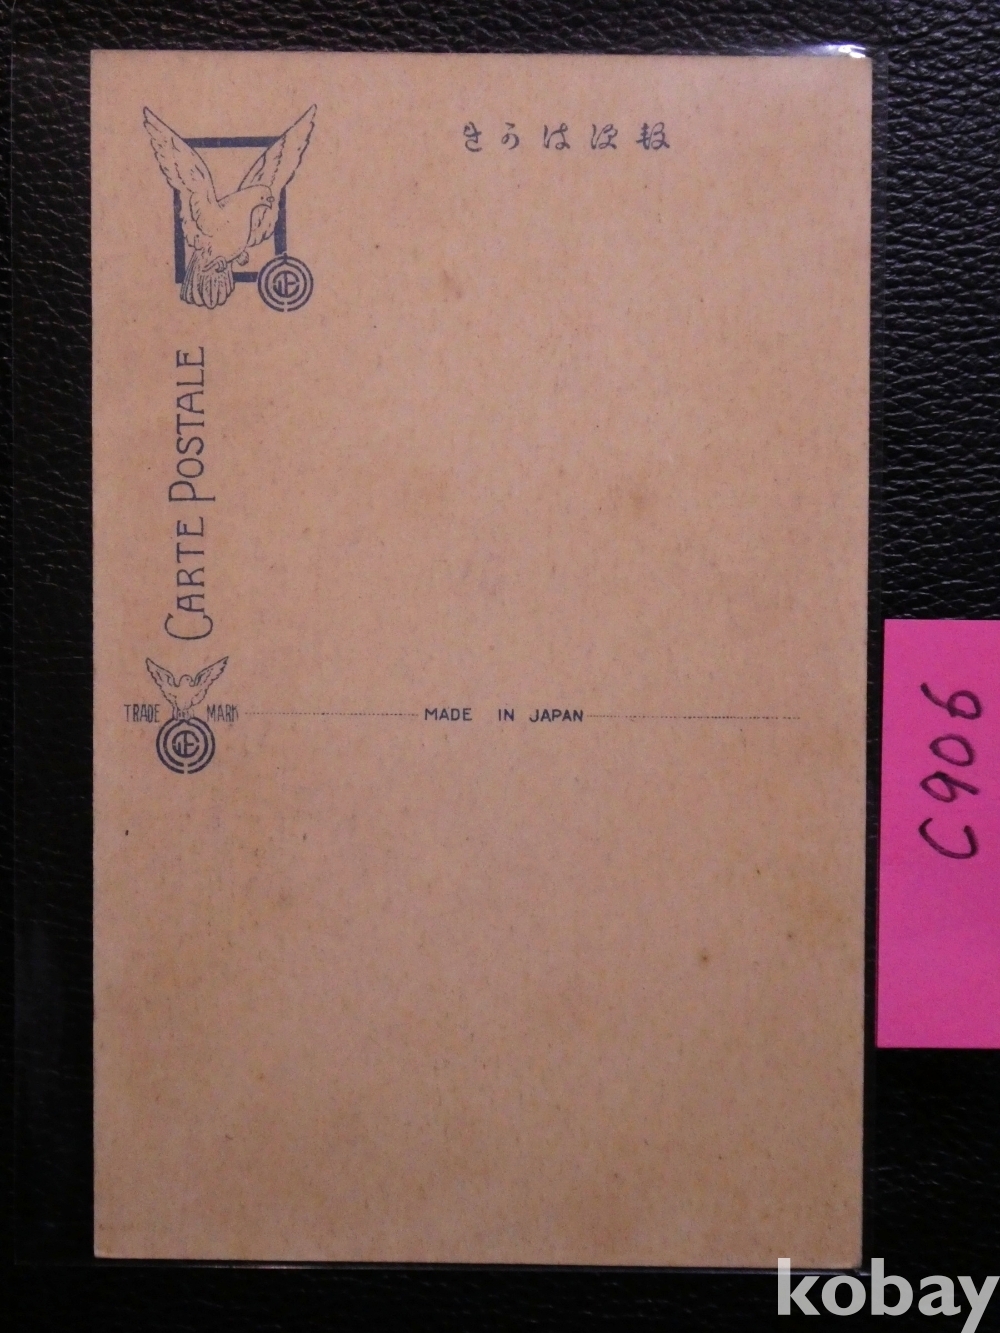 きかは便郵
CARTE POSTALE
TRADE MARK
MADE IN JAPAN
C906
kobay